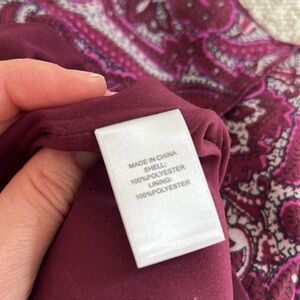 MADE IN CHINA
SHELL:
100%POLYESTER
LINING:
100%POLYESTER